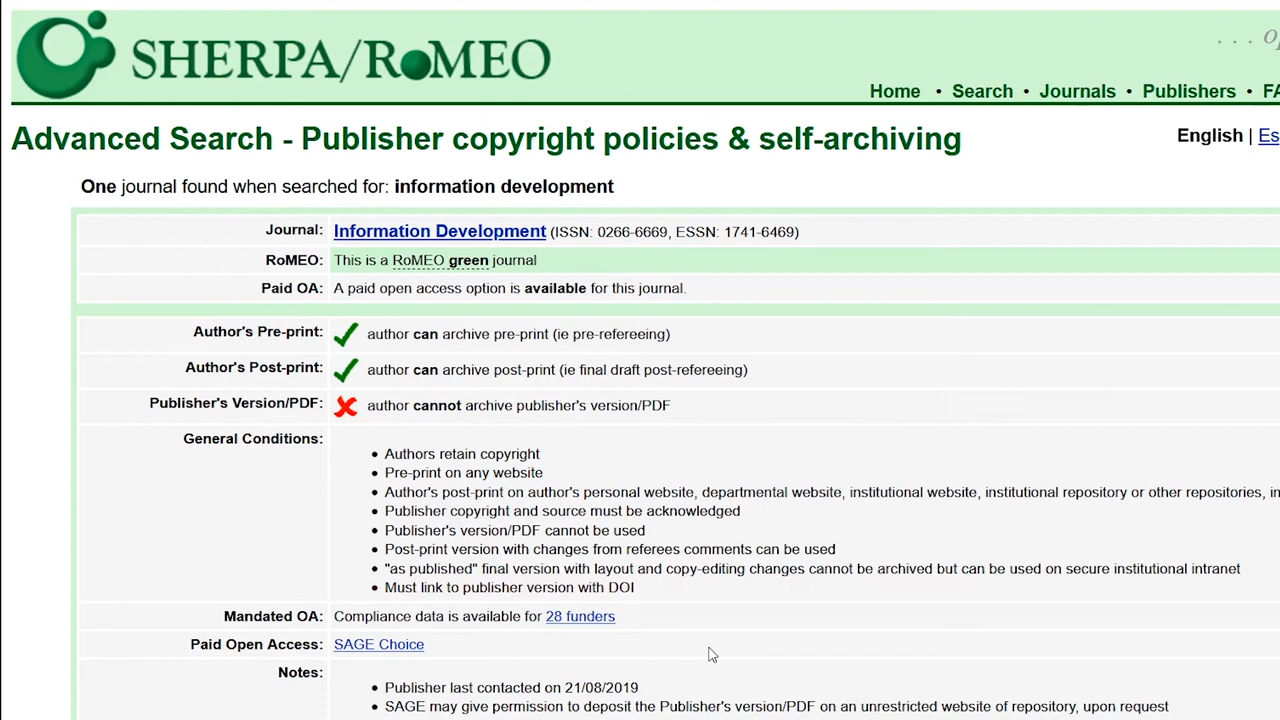 SHERPA/RoMEO
. . . op
Home • Search • Journals • Publishers • FA
Advanced Search - Publisher copyright policies & self-archiving
English | Es
One journal found when searched for: information development
Journal: Information Development (ISSN: 0266-6669, ESSN: 1741-6469)
RoMEO: This is a RoMEO green journal
Paid OA: A paid open access option is available for this journal.
Author's Pre-print: author can archive pre-print (ie pre-refereeing)
Author's Post-print: author can archive post-print (ie final draft post-refereeing)
Publisher's Version/PDF: author cannot archive publisher's version/PDF
General Conditions:
• Authors retain copyright
• Pre-print on any website
• Author's post-print on author's personal website, departmental website, institutional website, institutional repository or other repositories, in
• Publisher copyright and source must be acknowledged
• Publisher's version/PDF cannot be used
• Post-print version with changes from referees comments can be used
• "as published" final version with layout and copy-editing changes cannot be archived but can be used on secure institutional intranet
• Must link to publisher version with DOI
Mandated OA: Compliance data is available for 28 funders
Paid Open Access: SAGE Choice
Notes:
• Publisher last contacted on 21/08/2019
• SAGE may give permission to deposit the Publisher's version/PDF on an unrestricted website of repository, upon request